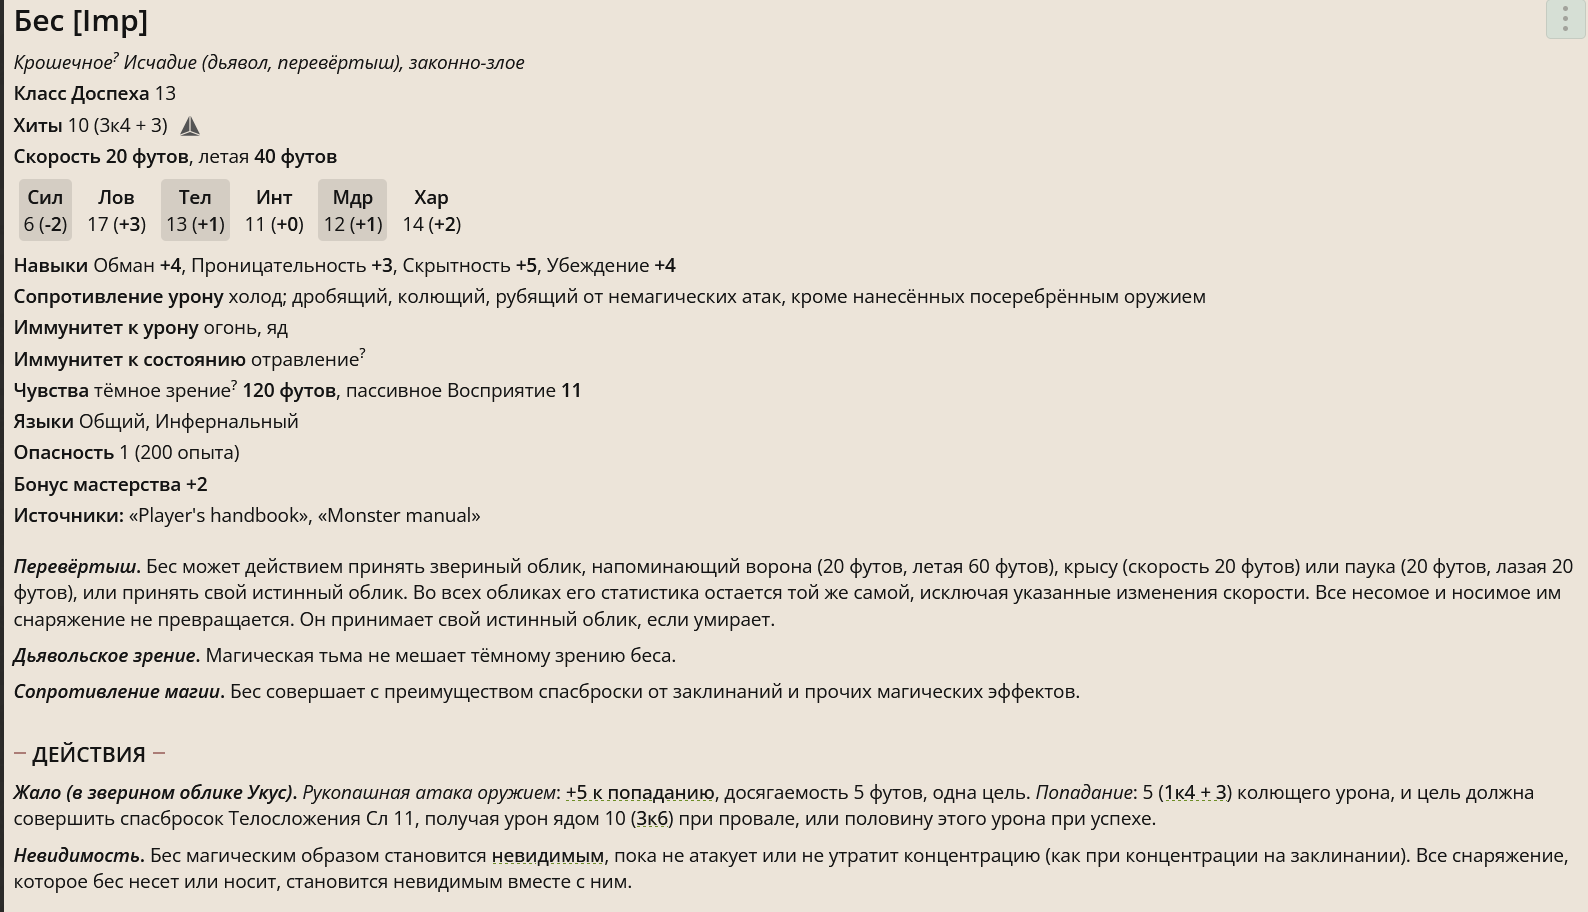 Бес [Imp]
Крошечное? Исчадие (дьявол, перевёртыш), законно-злое
Класс Доспеха 13
Хиты 10 (3к4 + 3)
Скорость 20 футов, летая 40 футов
Сил Лов Тел Инт Мдр Хар
6 (-2) 17 (+3) 13 (+1) 11 (+0) 12 (+1) 14 (+2)
Навыки Обман +4, Проницательность +3, Скрытность +5, Убеждение +4
Сопротивление урону холод; дробящий, колющий, рубящий от немагических атак, кроме нанесённых посеребрённым оружием
Иммунитет к урону огонь, яд
Иммунитет к состоянию отравление?
Чувства тёмное зрение? 120 футов, пассивное Восприятие 11
Языки Общий, Инфернальный
Опасность 1 (200 опыта)
Бонус мастерства +2
Источники: «Player's handbook», «Monster manual»
Перевёртыш. Бес может действием принять звериный облик, напоминающий ворона (20 футов, летая 60 футов), крысу (скорость 20 футов) или паука (20 футов, лазая 20
футов), или принять свой истинный облик. Во всех обликах его статистика остается той же самой, исключая указанные изменения скорости. Все несомое и носимое им
снаряжение не превращается. Он принимает свой истинный облик, если умирает.
Дьявольское зрение. Магическая тьма не мешает тёмному зрению беса.
Сопротивление магии. Бес совершает с преимуществом спасброски от заклинаний и прочих магических эффектов.
— ДЕЙСТВИЯ —
Жало (в зверином облике Укус). Рукопашная атака оружием: +5 к попаданию, досягаемость 5 футов, одна цель. Попадание: 5 (1к4 + 3) колющего урона, и цель должна
совершить спасбросок Телосложения Сл 11, получая урон ядом 10 (3к6) при провале, или половину этого урона при успехе.
Невидимость. Бес магическим образом становится невидимым, пока не атакует или не утратит концентрацию (как при концентрации на заклинании). Все снаряжение,
которое бес несет или носит, становится невидимым вместе с ним.